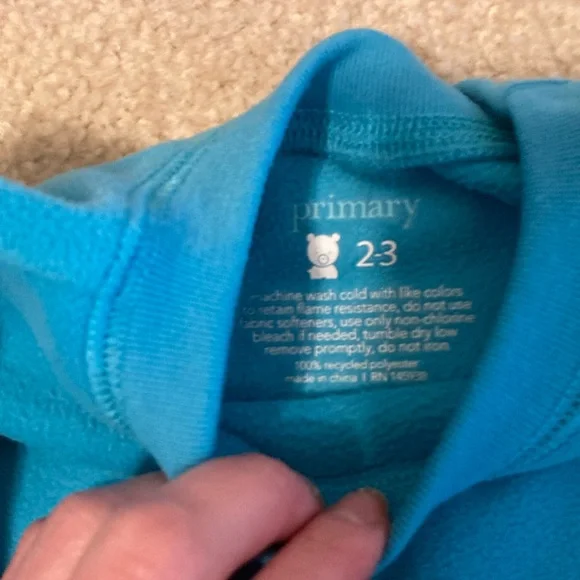 primary
2-3
machine wash cold with like colors
to retain flame resistance, do not use
fabric softeners, use only non-chlorine
bleach if needed, tumble dry low
remove promptly, do not iron
100% recycled polyester
made in china | RN 145938